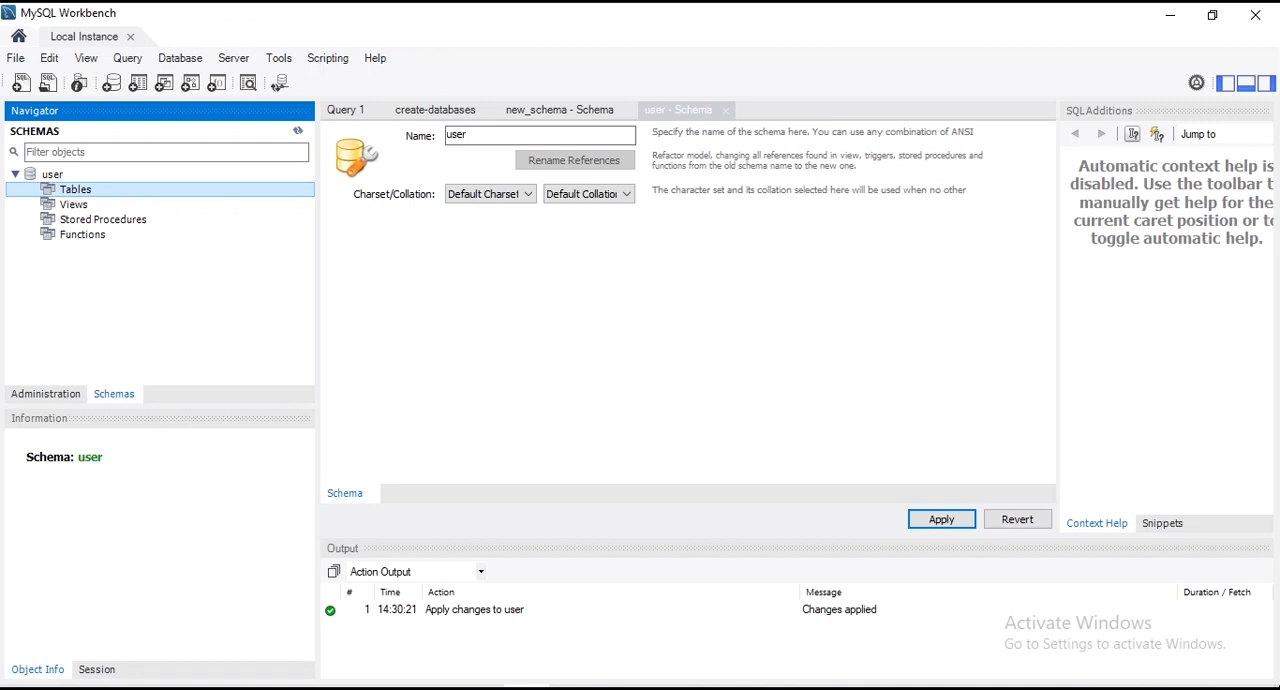 MySQL Workbench
Local Instance
File Edit View Query Database Server Tools Scripting Help
Navigator
SCHEMAS
Filter objects
user
Tables
Views
Stored Procedures
Functions
Administration Schemas
Information
Schema: user
Object Info Session
Query 1 create-databases new_schema - Schema user - Schema
Name: user
Specify the name of the schema here. You can use any combination of ANSI
Rename References
Refactor model, changing all references found in view, triggers, stored procedures and
functions from the old schema name to the new one.
Charset/Collation: Default Charset Default Collation
The character set and its collation selected here will be used when no other
Schema
Apply Revert
SQLAdditions
Jump to
Automatic context help is
disabled. Use the toolbar t
manually get help for the
current caret position or to
toggle automatic help.
Context Help Snippets
Output
Action Output
# Time Action Message Duration / Fetch
1 14:30:21 Apply changes to user Changes applied
Activate Windows
Go to Settings to activate Windows.